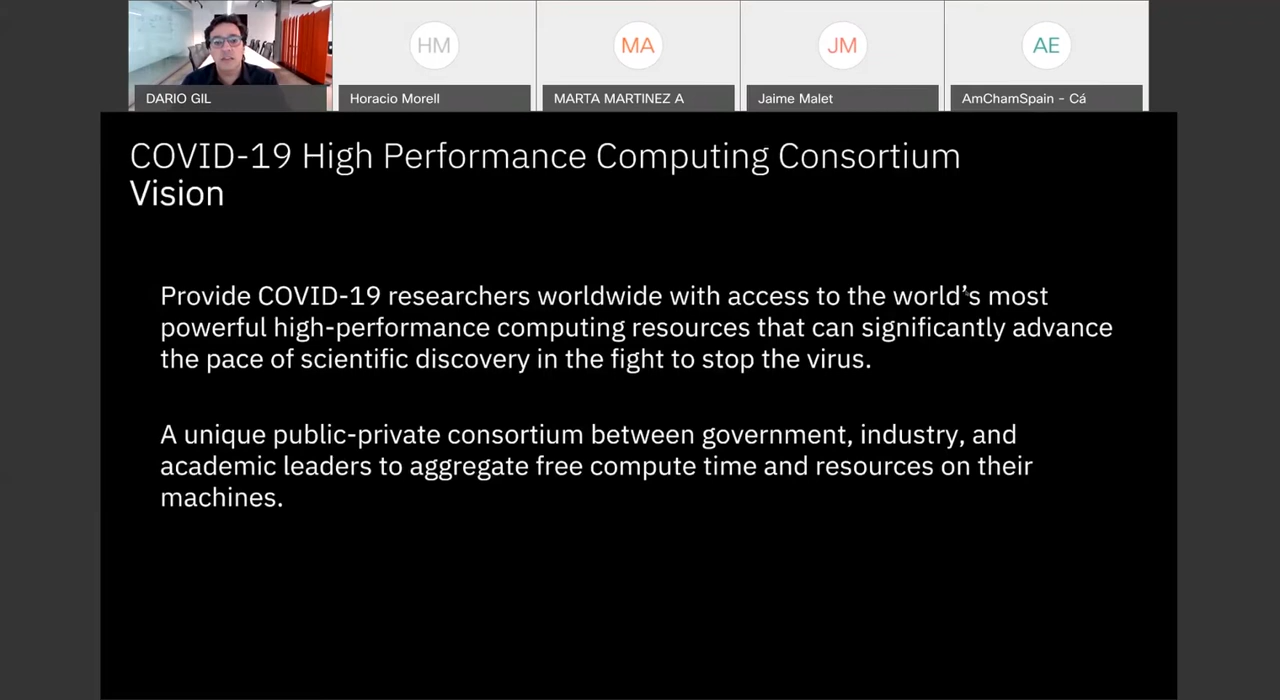 HM
MA
JM
AE
DARIO GIL
Horacio Morell
MARTA MARTINEZ A
Jaime Malet
AmChamSpain - Cá
COVID-19 High Performance Computing Consortium
Vision
Provide COVID-19 researchers worldwide with access to the world's most
powerful high-performance computing resources that can significantly advance
the pace of scientific discovery in the fight to stop the virus.
A unique public-private consortium between government, industry, and
academic leaders to aggregate free compute time and resources on their
machines.